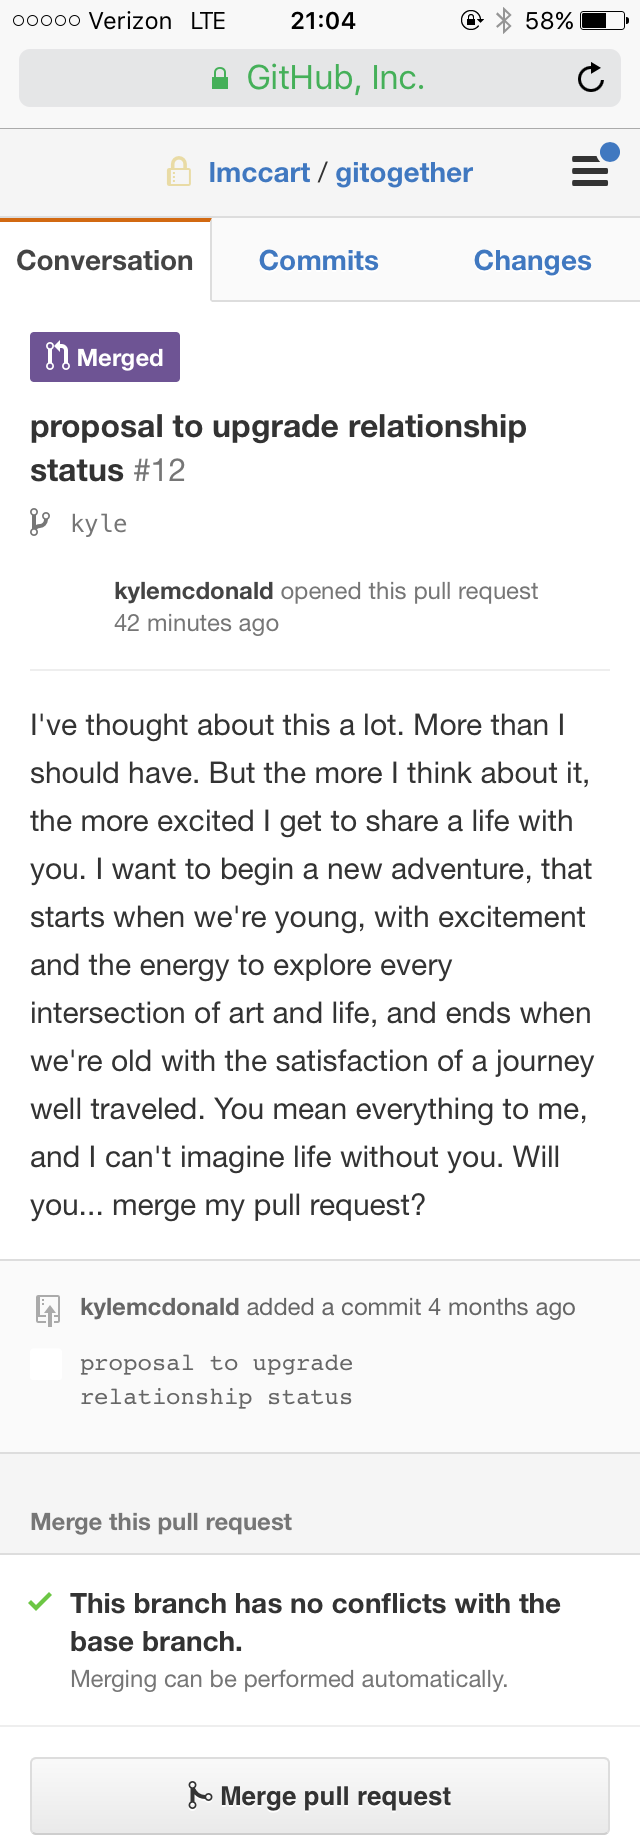 Verizon LTE 21:04 58%
GitHub, Inc.
lmccart / gitogether
Conversation Commits Changes
Merged
proposal to upgrade relationship
status #12
kyle
kylemcdonald opened this pull request
42 minutes ago
I've thought about this a lot. More than I
should have. But the more I think about it,
the more excited I get to share a life with
you. I want to begin a new adventure, that
starts when we're young, with excitement
and the energy to explore every
intersection of art and life, and ends when
we're old with the satisfaction of a journey
well traveled. You mean everything to me,
and I can't imagine life without you. Will
you... merge my pull request?
kylemcdonald added a commit 4 months ago
proposal to upgrade
relationship status
Merge this pull request
This branch has no conflicts with the
base branch.
Merging can be performed automatically.
Merge pull request